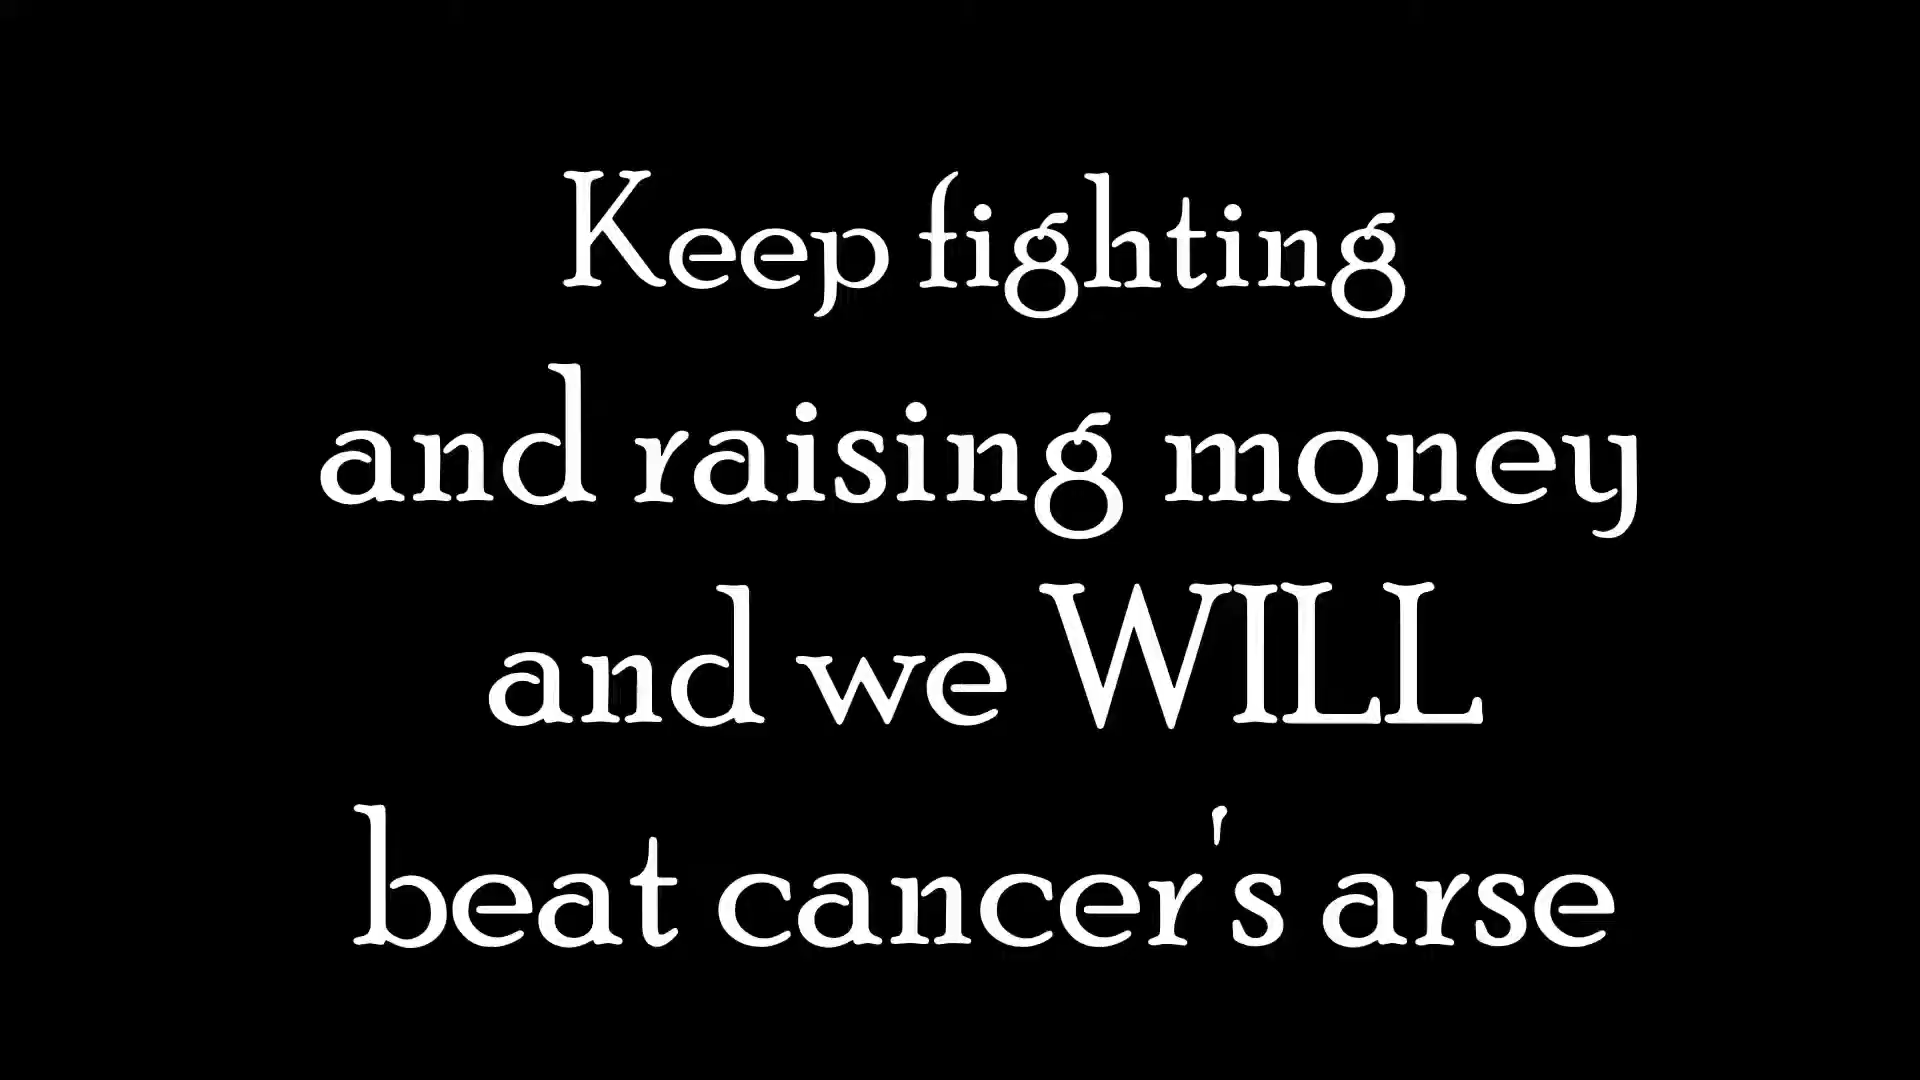 Keep fighting
and raising money
and we WILL
beat cancer's arse